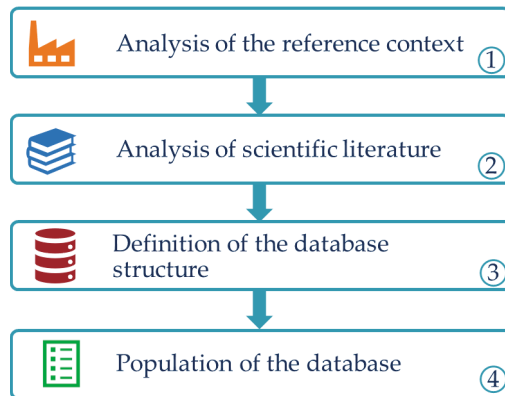 Analysis of the reference context
①
Analysis of scientific literature
②
Definition of the database
structure
③
Population of the database
④